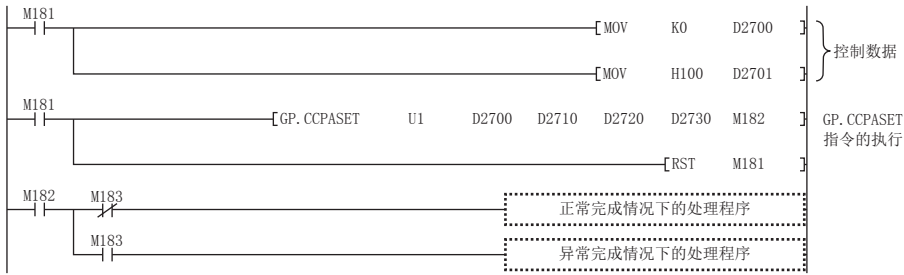 M181
MOV K0 D2700
控制数据
MOV H100 D2701
M181
GP.CCPASET U1 D2700 D2710 D2720 D2730 M182
GP.CCPASET
指令的执行
RST M181
M182 M183
正常完成情况下的处理程序
M183
异常完成情况下的处理程序